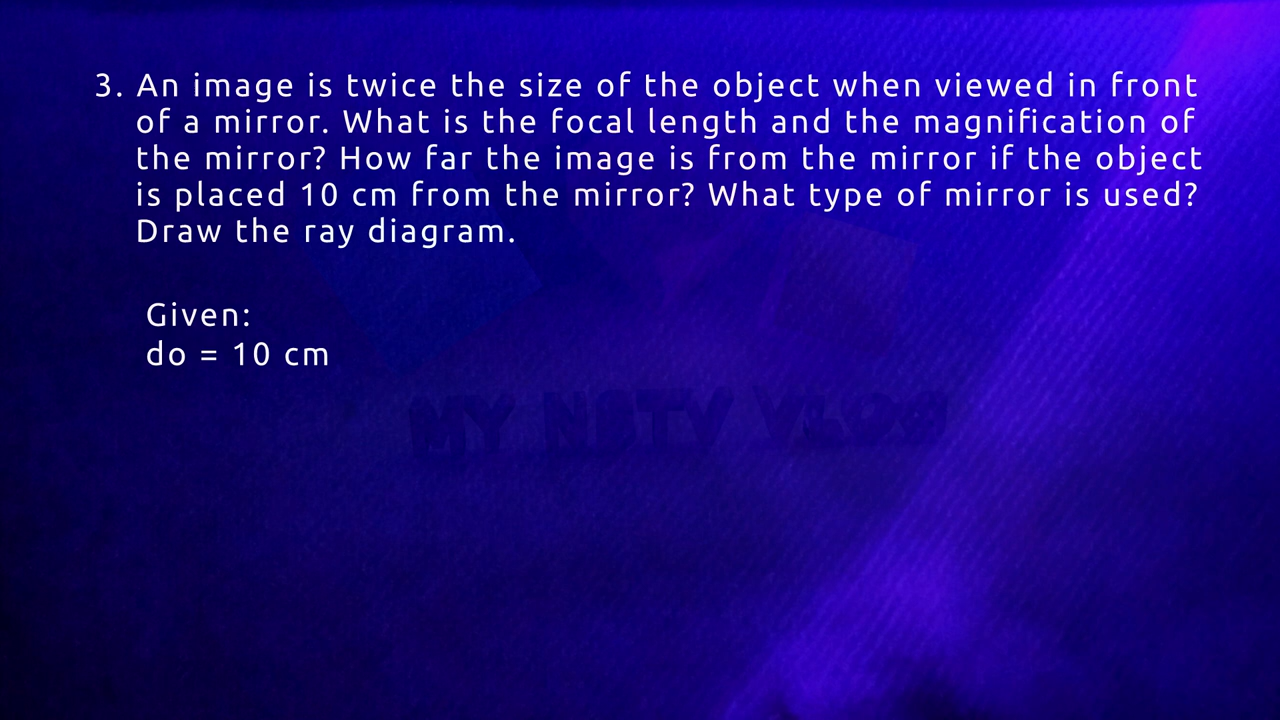 3. An image is twice the size of the object when viewed in front
of a mirror. What is the focal length and the magnification of
the mirror? How far the image is from the mirror if the object
is placed 10 cm from the mirror? What type of mirror is used?
Draw the ray diagram.
Given:
do = 10 cm
MY NSTV VLOG